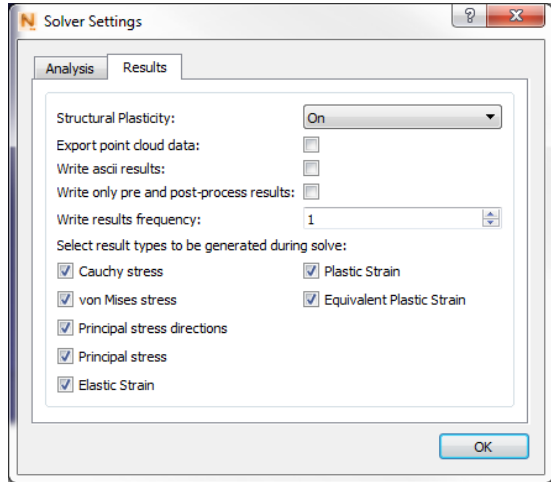 N Solver Settings
? X
Analysis Results
Structural Plasticity: On
Export point cloud data:
Write ascii results:
Write only pre and post-process results:
Write results frequency: 1
Select result types to be generated during solve:
Cauchy stress Plastic Strain
von Mises stress Equivalent Plastic Strain
Principal stress directions
Principal stress
Elastic Strain
OK